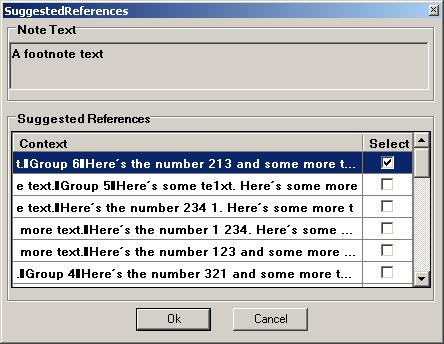 SuggestedReferences
Note Text
A footnote text
Suggested References
Context Select
t.▯Group 6▯Here´s the number 213 and some more t...
e text.▯Group 5▯Here´s some te1xt. Here´s some more
e text.▯Here´s the number 234 1. Here´s some more t
more text.▯Here´s the number 1 234. Here´s some ...
more text.▯Here´s the number 123 and some more ...
.▯Group 4▯Here´s the number 321 and some more t...
Ok Cancel